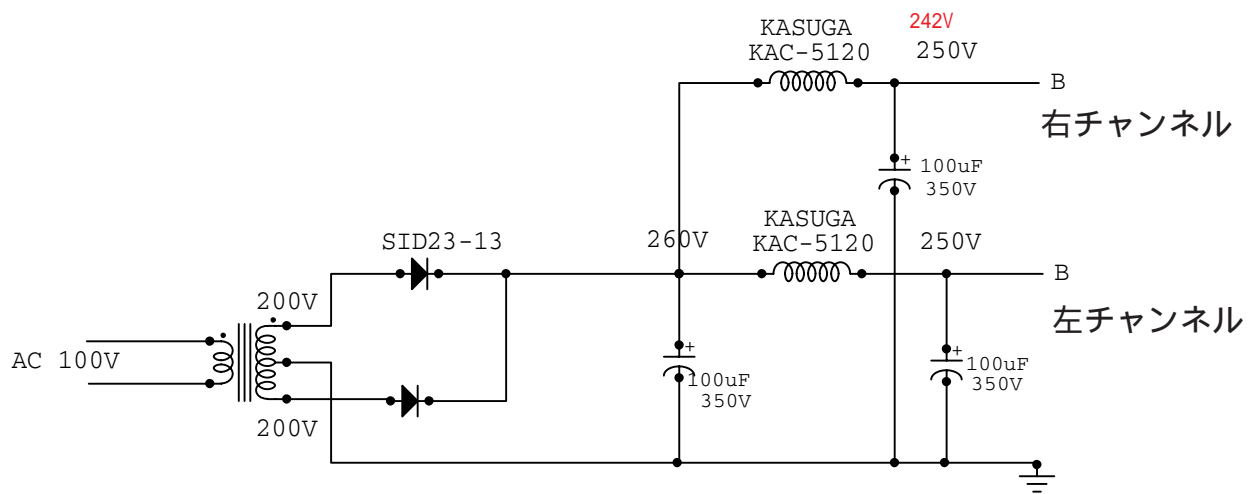 KASUGA
KAC-5120
242V
250V
B
右チャンネル
+
100uF
350V
KASUGA
KAC-5120
SID23-13
260V
250V
B
左チャンネル
200V
AC 100V
+
100uF
350V
+
100uF
350V
200V